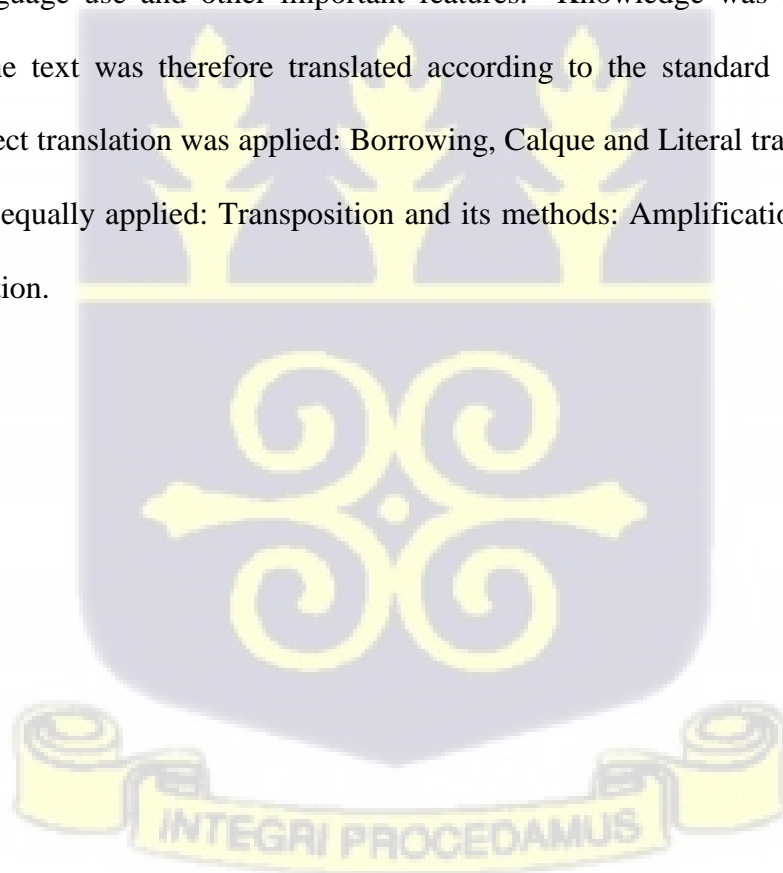 guage use and other important features. Knowledge was
e text was therefore translated according to the standard
ect translation was applied: Borrowing, Calque and Literal tra
equally applied: Transposition and its methods: Amplificatio
tion.
INTEGRI PROCEDAMUS